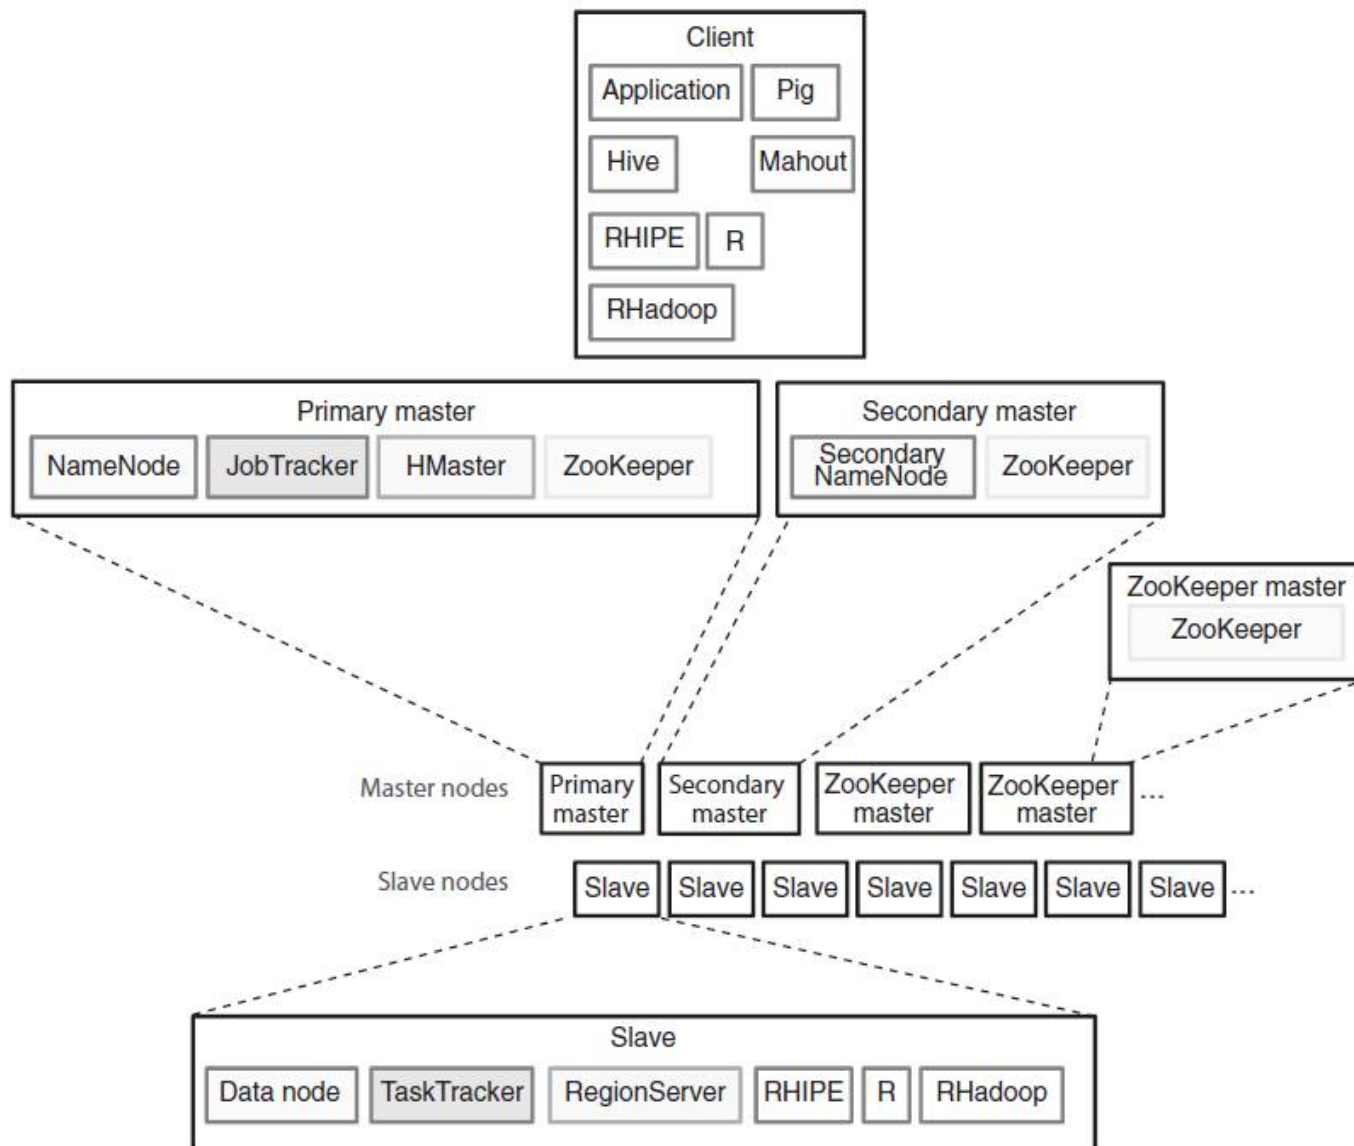 Client
Application Pig
Hive Mahout
RHIPE R
RHadoop
Primary master
NameNode JobTracker HMaster ZooKeeper
Secondary master
Secondary
NameNode
ZooKeeper
ZooKeeper master
ZooKeeper
Master nodes
Primary
master
Secondary
master
ZooKeeper
master
ZooKeeper
master
...
Slave nodes
Slave Slave Slave Slave Slave Slave Slave ...
Slave
Data node TaskTracker RegionServer RHIPE R RHadoop